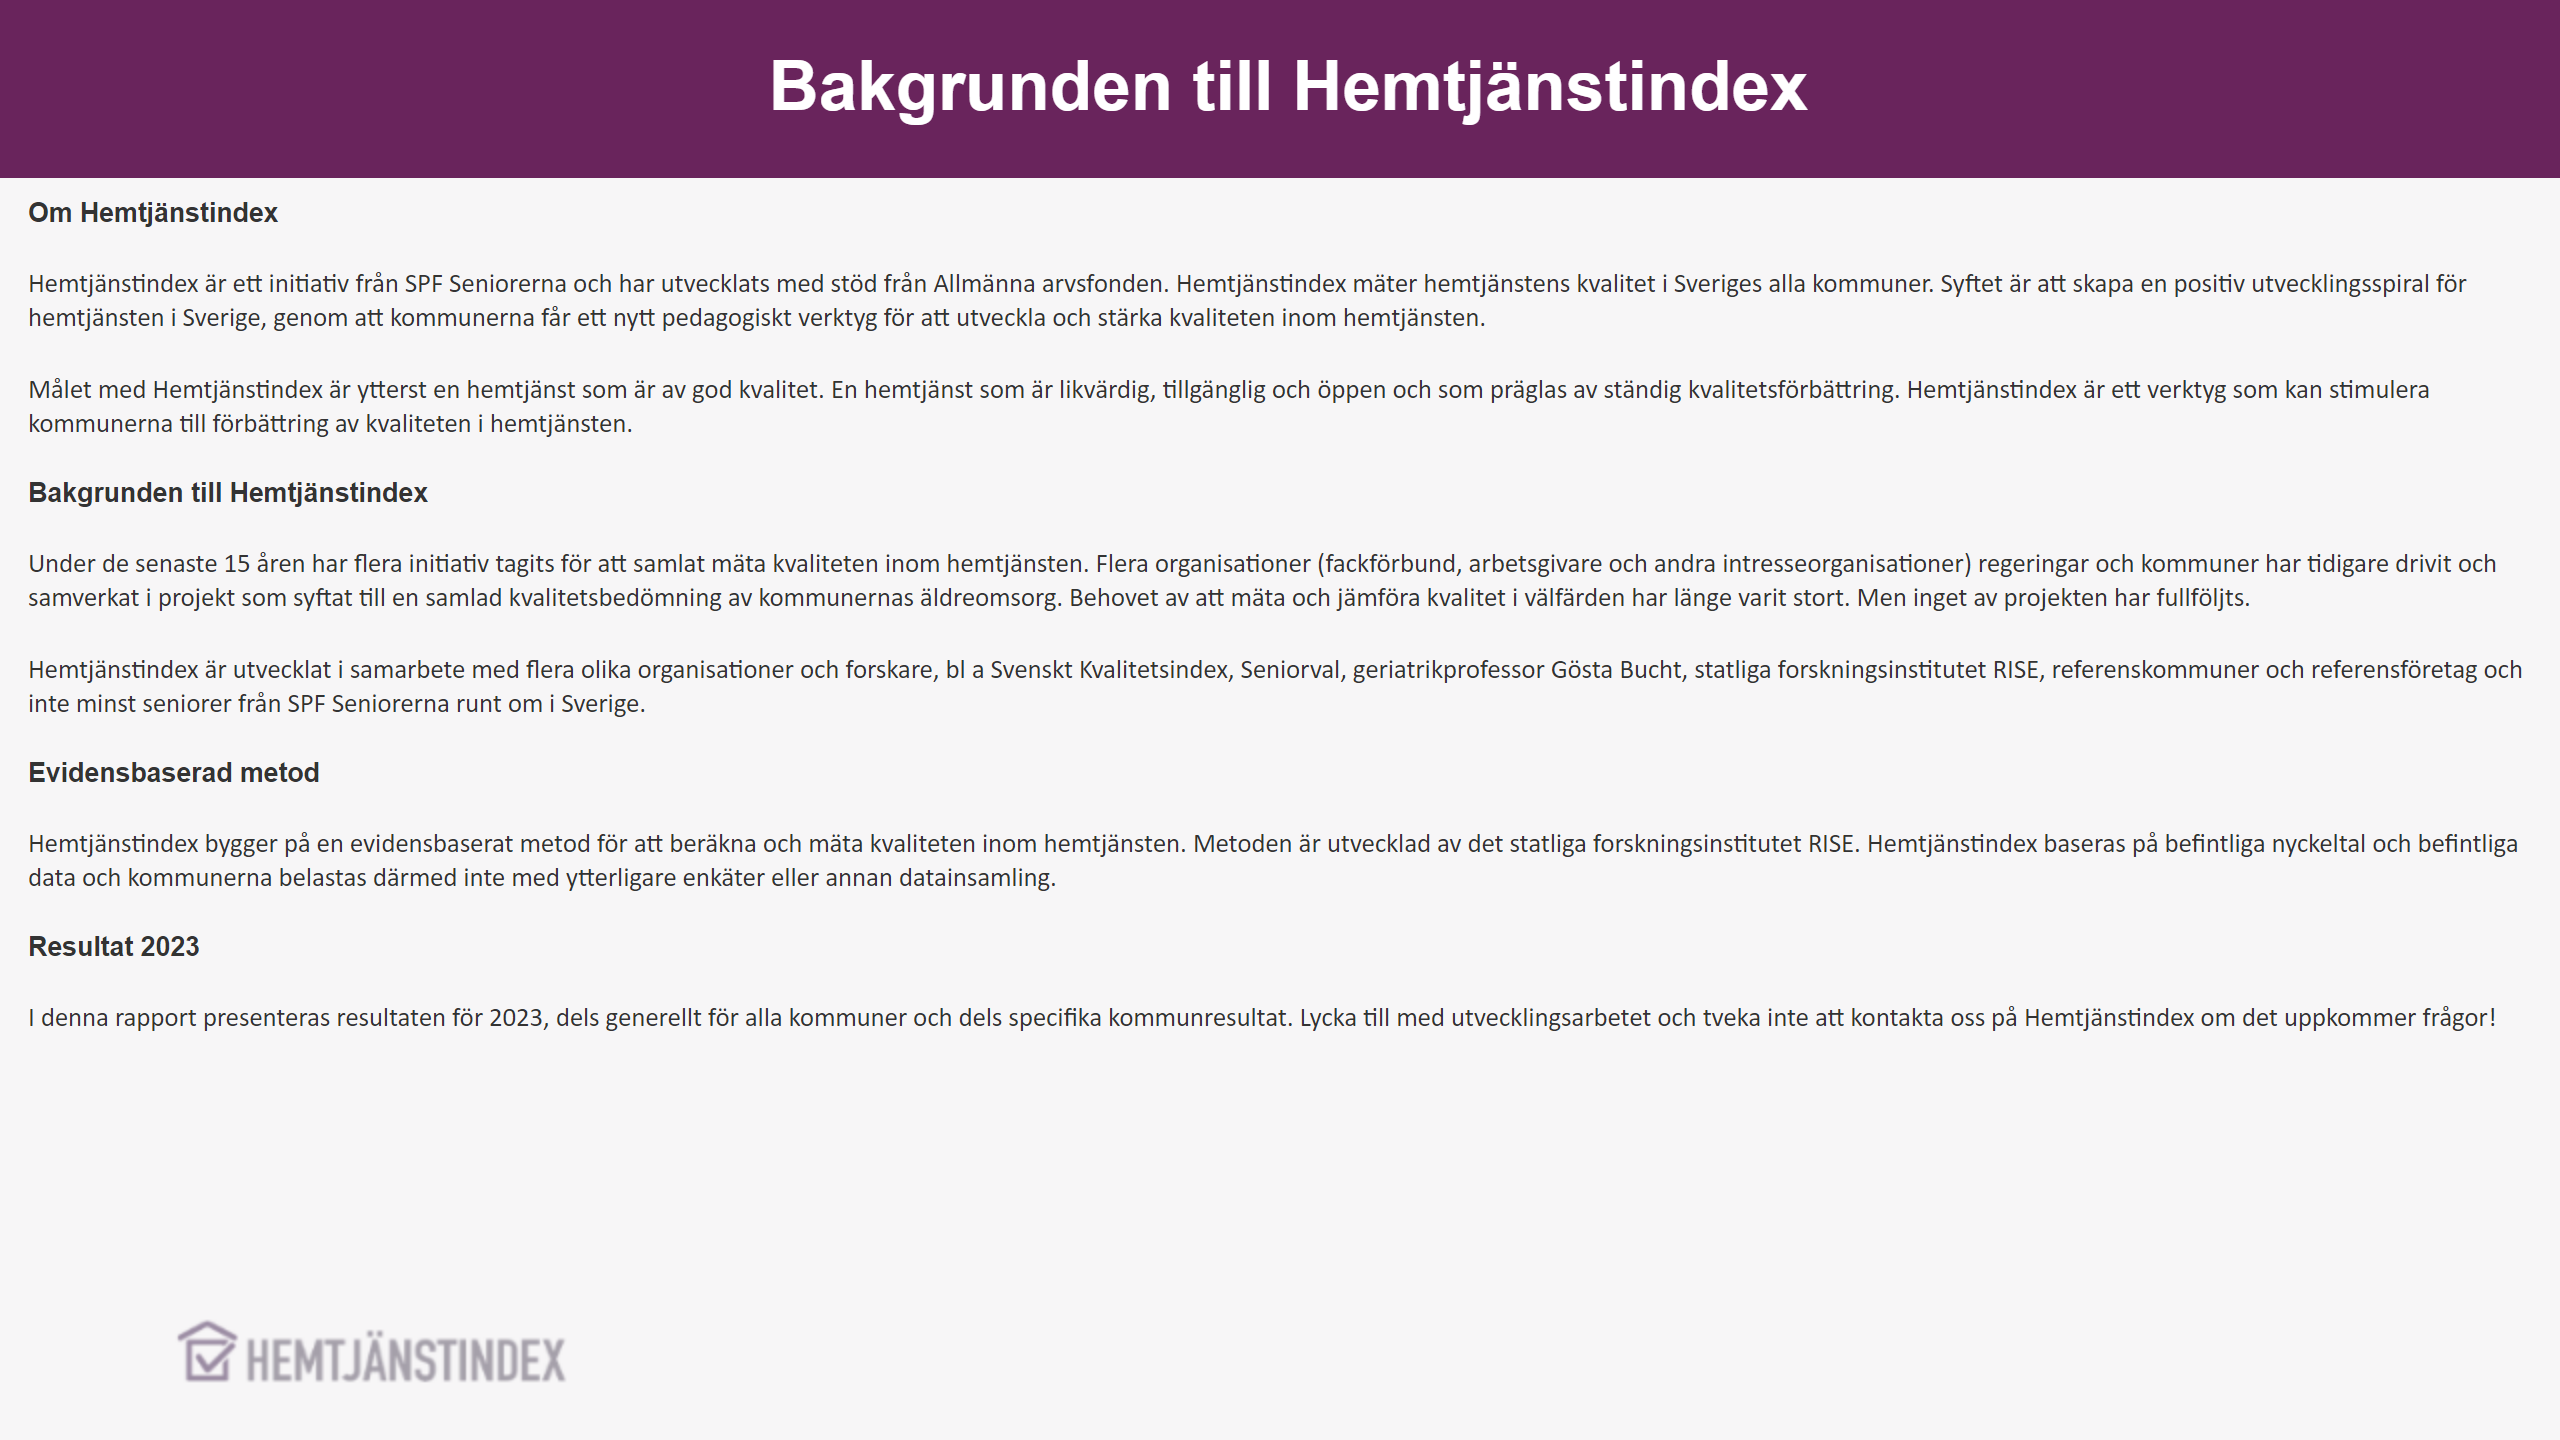 Bakgrunden till Hemtjänstindex
Om Hemtjänstindex
Hemtjänstindex är ett initiativ från SPF Seniorerna och har utvecklats med stöd från Allmänna arvsfonden. Hemtjänstindex mäter hemtjänstens kvalitet i Sveriges alla kommuner. Syftet är att skapa en positiv utvecklingsspiral för
hemtjänsten i Sverige, genom att kommunerna får ett nytt pedagogiskt verktyg för att utveckla och stärka kvaliteten inom hemtjänsten.
Målet med Hemtjänstindex är ytterst en hemtjänst som är av god kvalitet. En hemtjänst som är likvärdig, tillgänglig och öppen och som präglas av ständig kvalitetsförbättring. Hemtjänstindex är ett verktyg som kan stimulera
kommunerna till förbättring av kvaliteten i hemtjänsten.
Bakgrunden till Hemtjänstindex
Under de senaste 15 åren har flera initiativ tagits för att samlat mäta kvaliteten inom hemtjänsten. Flera organisationer (fackförbund, arbetsgivare och andra intresseorganisationer) regeringar och kommuner har tidigare drivit och
samverkat i projekt som syftat till en samlad kvalitetsbedömning av kommunernas äldreomsorg. Behovet av att mäta och jämföra kvalitet i välfärden har länge varit stort. Men inget av projekten har fullföljts.
Hemtjänstindex är utvecklat i samarbete med flera olika organisationer och forskare, bl a Svenskt Kvalitetsindex, Seniorval, geriatrikprofessor Gösta Bucht, statliga forskningsinstitutet RISE, referenskommuner och referensföretag och
inte minst seniorer från SPF Seniorerna runt om i Sverige.
Evidensbaserad metod
Hemtjänstindex bygger på en evidensbaserat metod för att beräkna och mäta kvaliteten inom hemtjänsten. Metoden är utvecklad av det statliga forskningsinstitutet RISE. Hemtjänstindex baseras på befintliga nyckeltal och befintliga
data och kommunerna belastas därmed inte med ytterligare enkäter eller annan datainsamling.
Resultat 2023
I denna rapport presenteras resultaten för 2023, dels generellt för alla kommuner och dels specifika kommunresultat. Lycka till med utvecklingsarbetet och tveka inte att kontakta oss på Hemtjänstindex om det uppkommer frågor!
HEMTJÄNSTINDEX